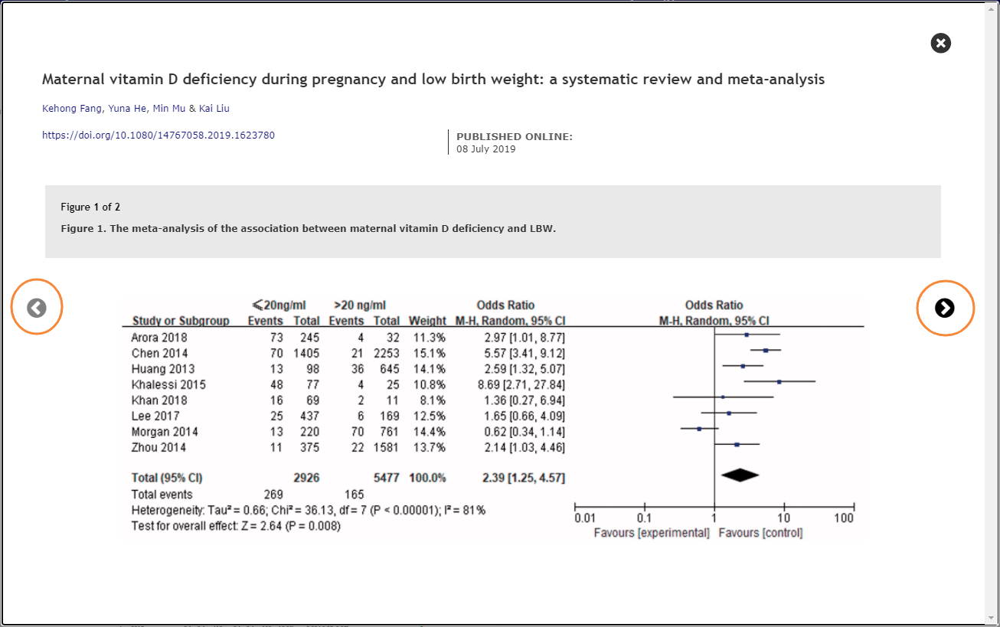 Maternal vitamin D deficiency during pregnancy and low birth weight: a systematic review and meta-analysis
Kehong Fang, Yuna He, Min Mu & Kai Liu
https://doi.org/10.1080/14767058.2019.1623780
PUBLISHED ONLINE:
08 July 2019
Figure 1 of 2
Figure 1. The meta-analysis of the association between maternal vitamin D deficiency and LBW.
⩽20ng/ml >20 ng/ml Odds Ratio Odds Ratio
Study or Subgroup Events Total Events Total Weight M-H, Random, 95% CI M-H, Random, 95% CI
Arora 2018 73 245 4 32 11.3% 2.97 [1.01, 8.77]
Chen 2014 70 1405 21 2253 15.1% 5.57 [3.41, 9.12]
Huang 2013 13 98 36 645 14.1% 2.59 [1.32, 5.07]
Khalessi 2015 48 77 4 25 10.8% 8.69 [2.71, 27.84]
Khan 2018 16 69 2 11 8.1% 1.36 [0.27, 6.94]
Lee 2017 25 437 6 169 12.5% 1.65 [0.66, 4.09]
Morgan 2014 13 220 70 761 14.4% 0.62 [0.34, 1.14]
Zhou 2014 11 375 22 1581 13.7% 2.14 [1.03, 4.46]
Total (95% CI) 2926 5477 100.0% 2.39 [1.25, 4.57]
Total events 269 165
Heterogeneity: Tau² = 0.66; Chi² = 36.13, df = 7 (P < 0.00001); I² = 81%
Test for overall effect: Z = 2.64 (P = 0.008)
0.01 0.1 1 10 100
Favours [experimental] Favours [control]